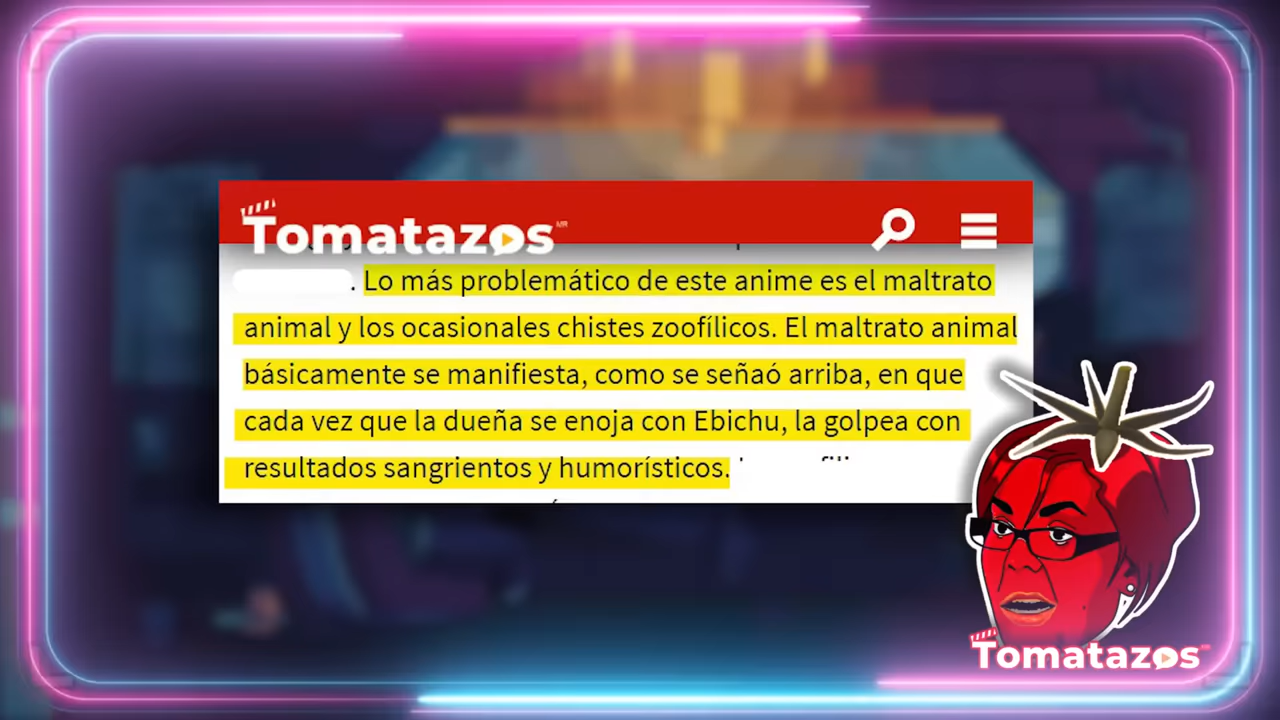 Tomatazos MR
. Lo más problemático de este anime es el maltrato
animal y los ocasionales chistes zoofílicos. El maltrato animal
básicamente se manifiesta, como se señaó arriba, en que
cada vez que la dueña se enoja con Ebichu, la golpea con
resultados sangrientos y humorísticos.
Tomatazos